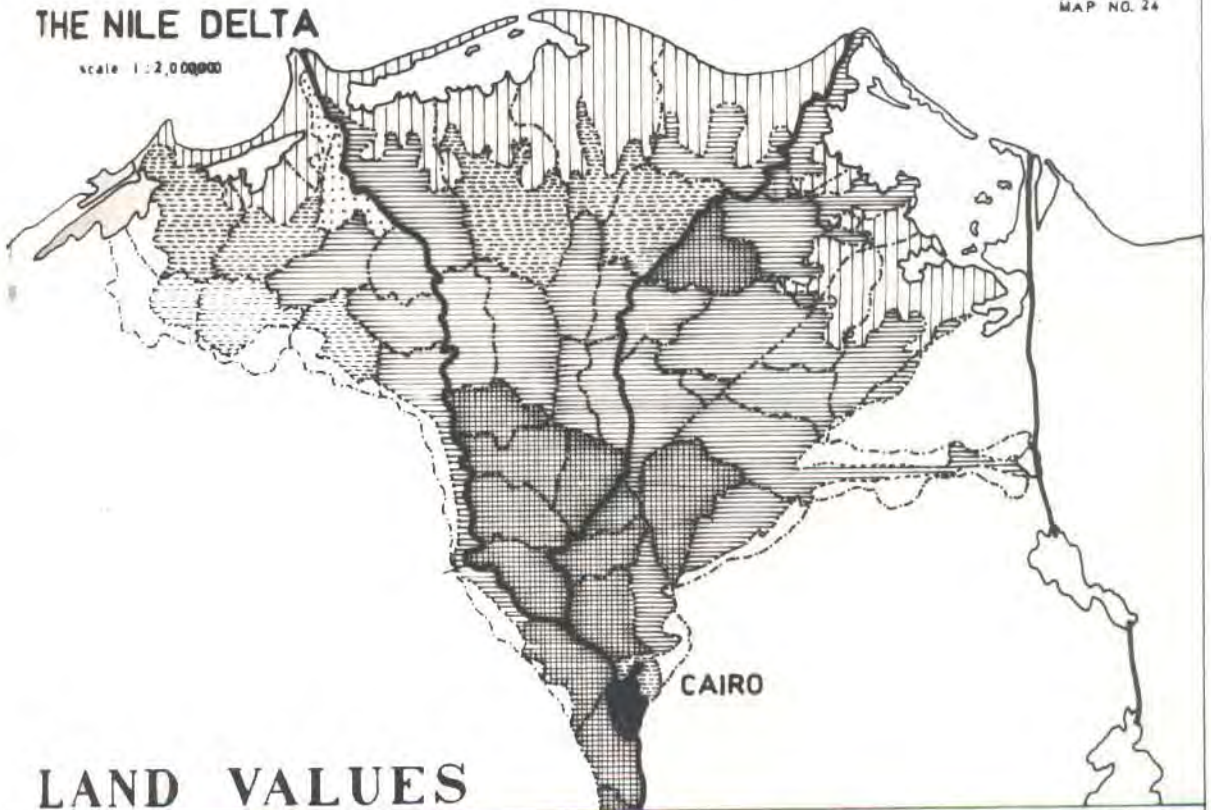 THE NILE DELTA
MAP NO. 24
scale 1:2,000,000
CAIRO
LAND VALUES